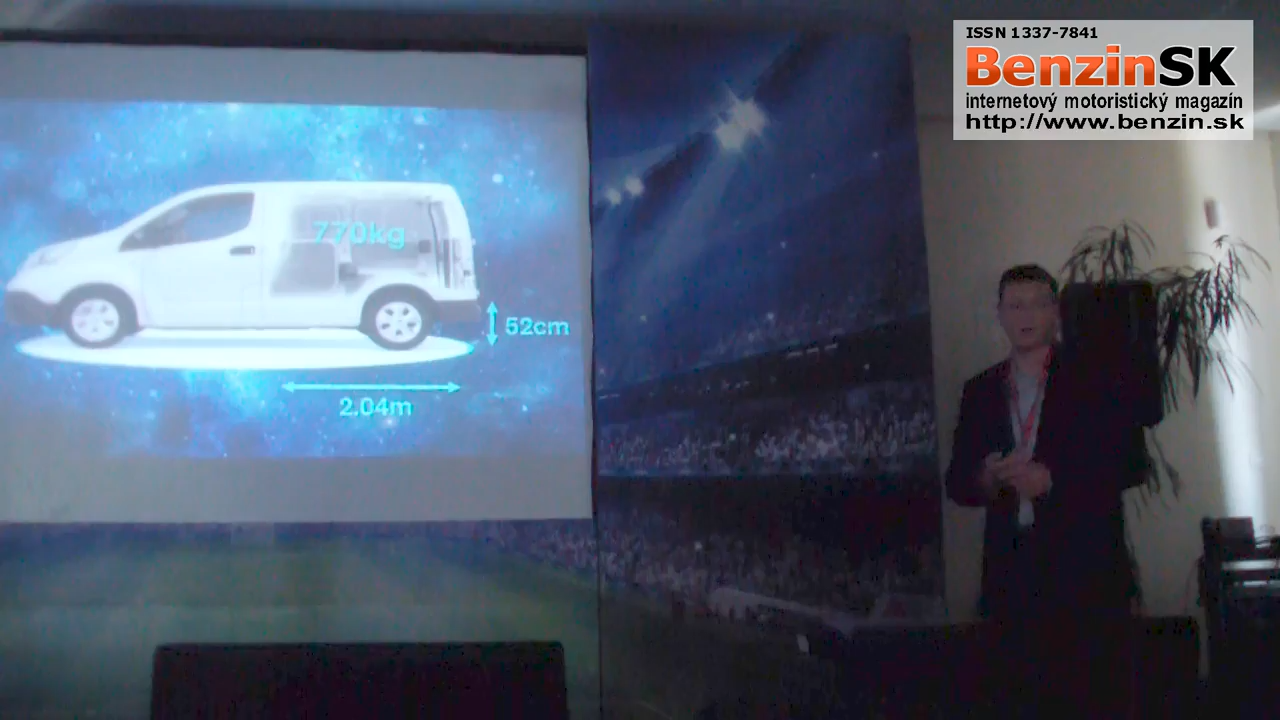 ISSN 1337-7841
BenzinSK
internetový motoristický magazín
http://www.benzin.sk
770kg
52cm
2.04m